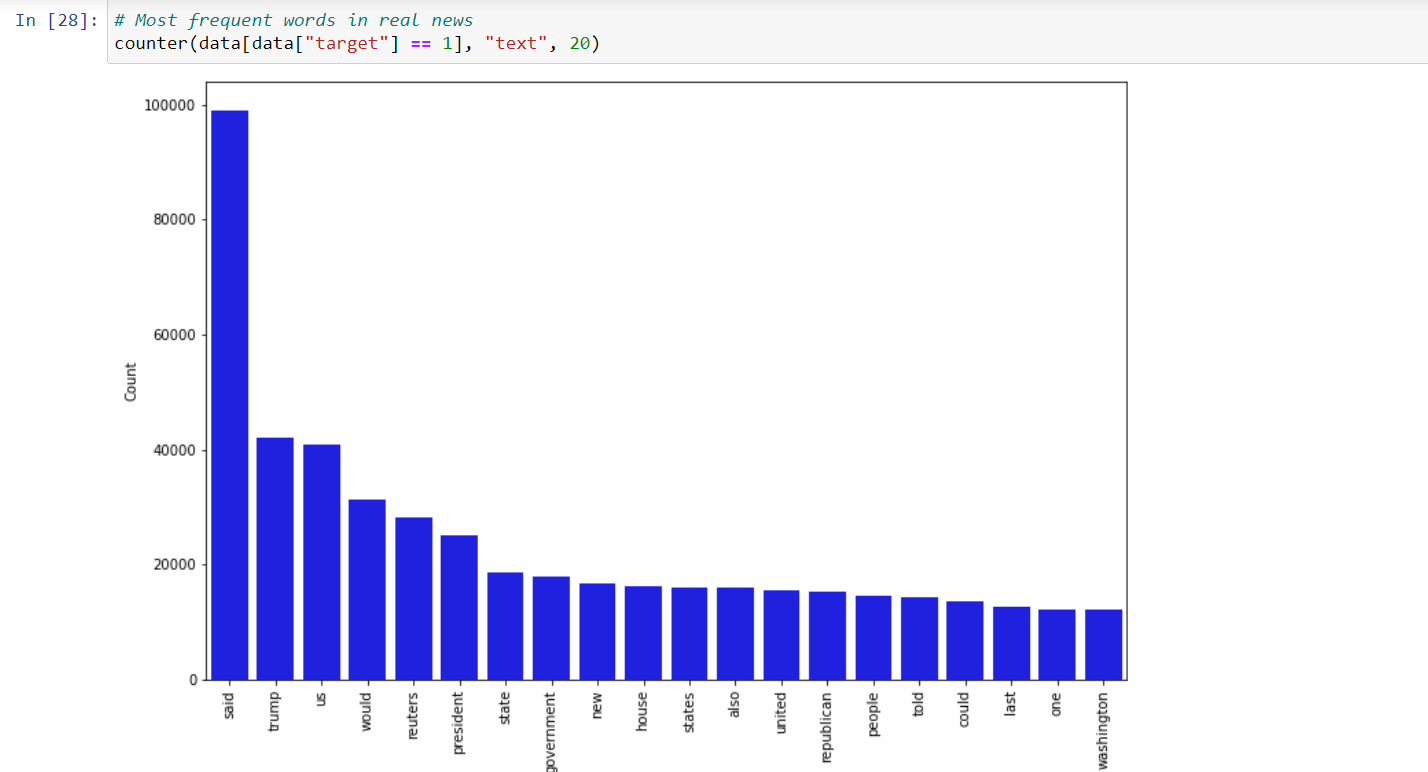 In [28]: # Most frequent words in real news
counter(data[data["target"] == 1], "text", 20)
100000
80000
60000
40000
20000
0
Count
said
trump
us
would
reuters
president
state
government
new
house
states
also
united
republican
people
told
could
last
one
washington